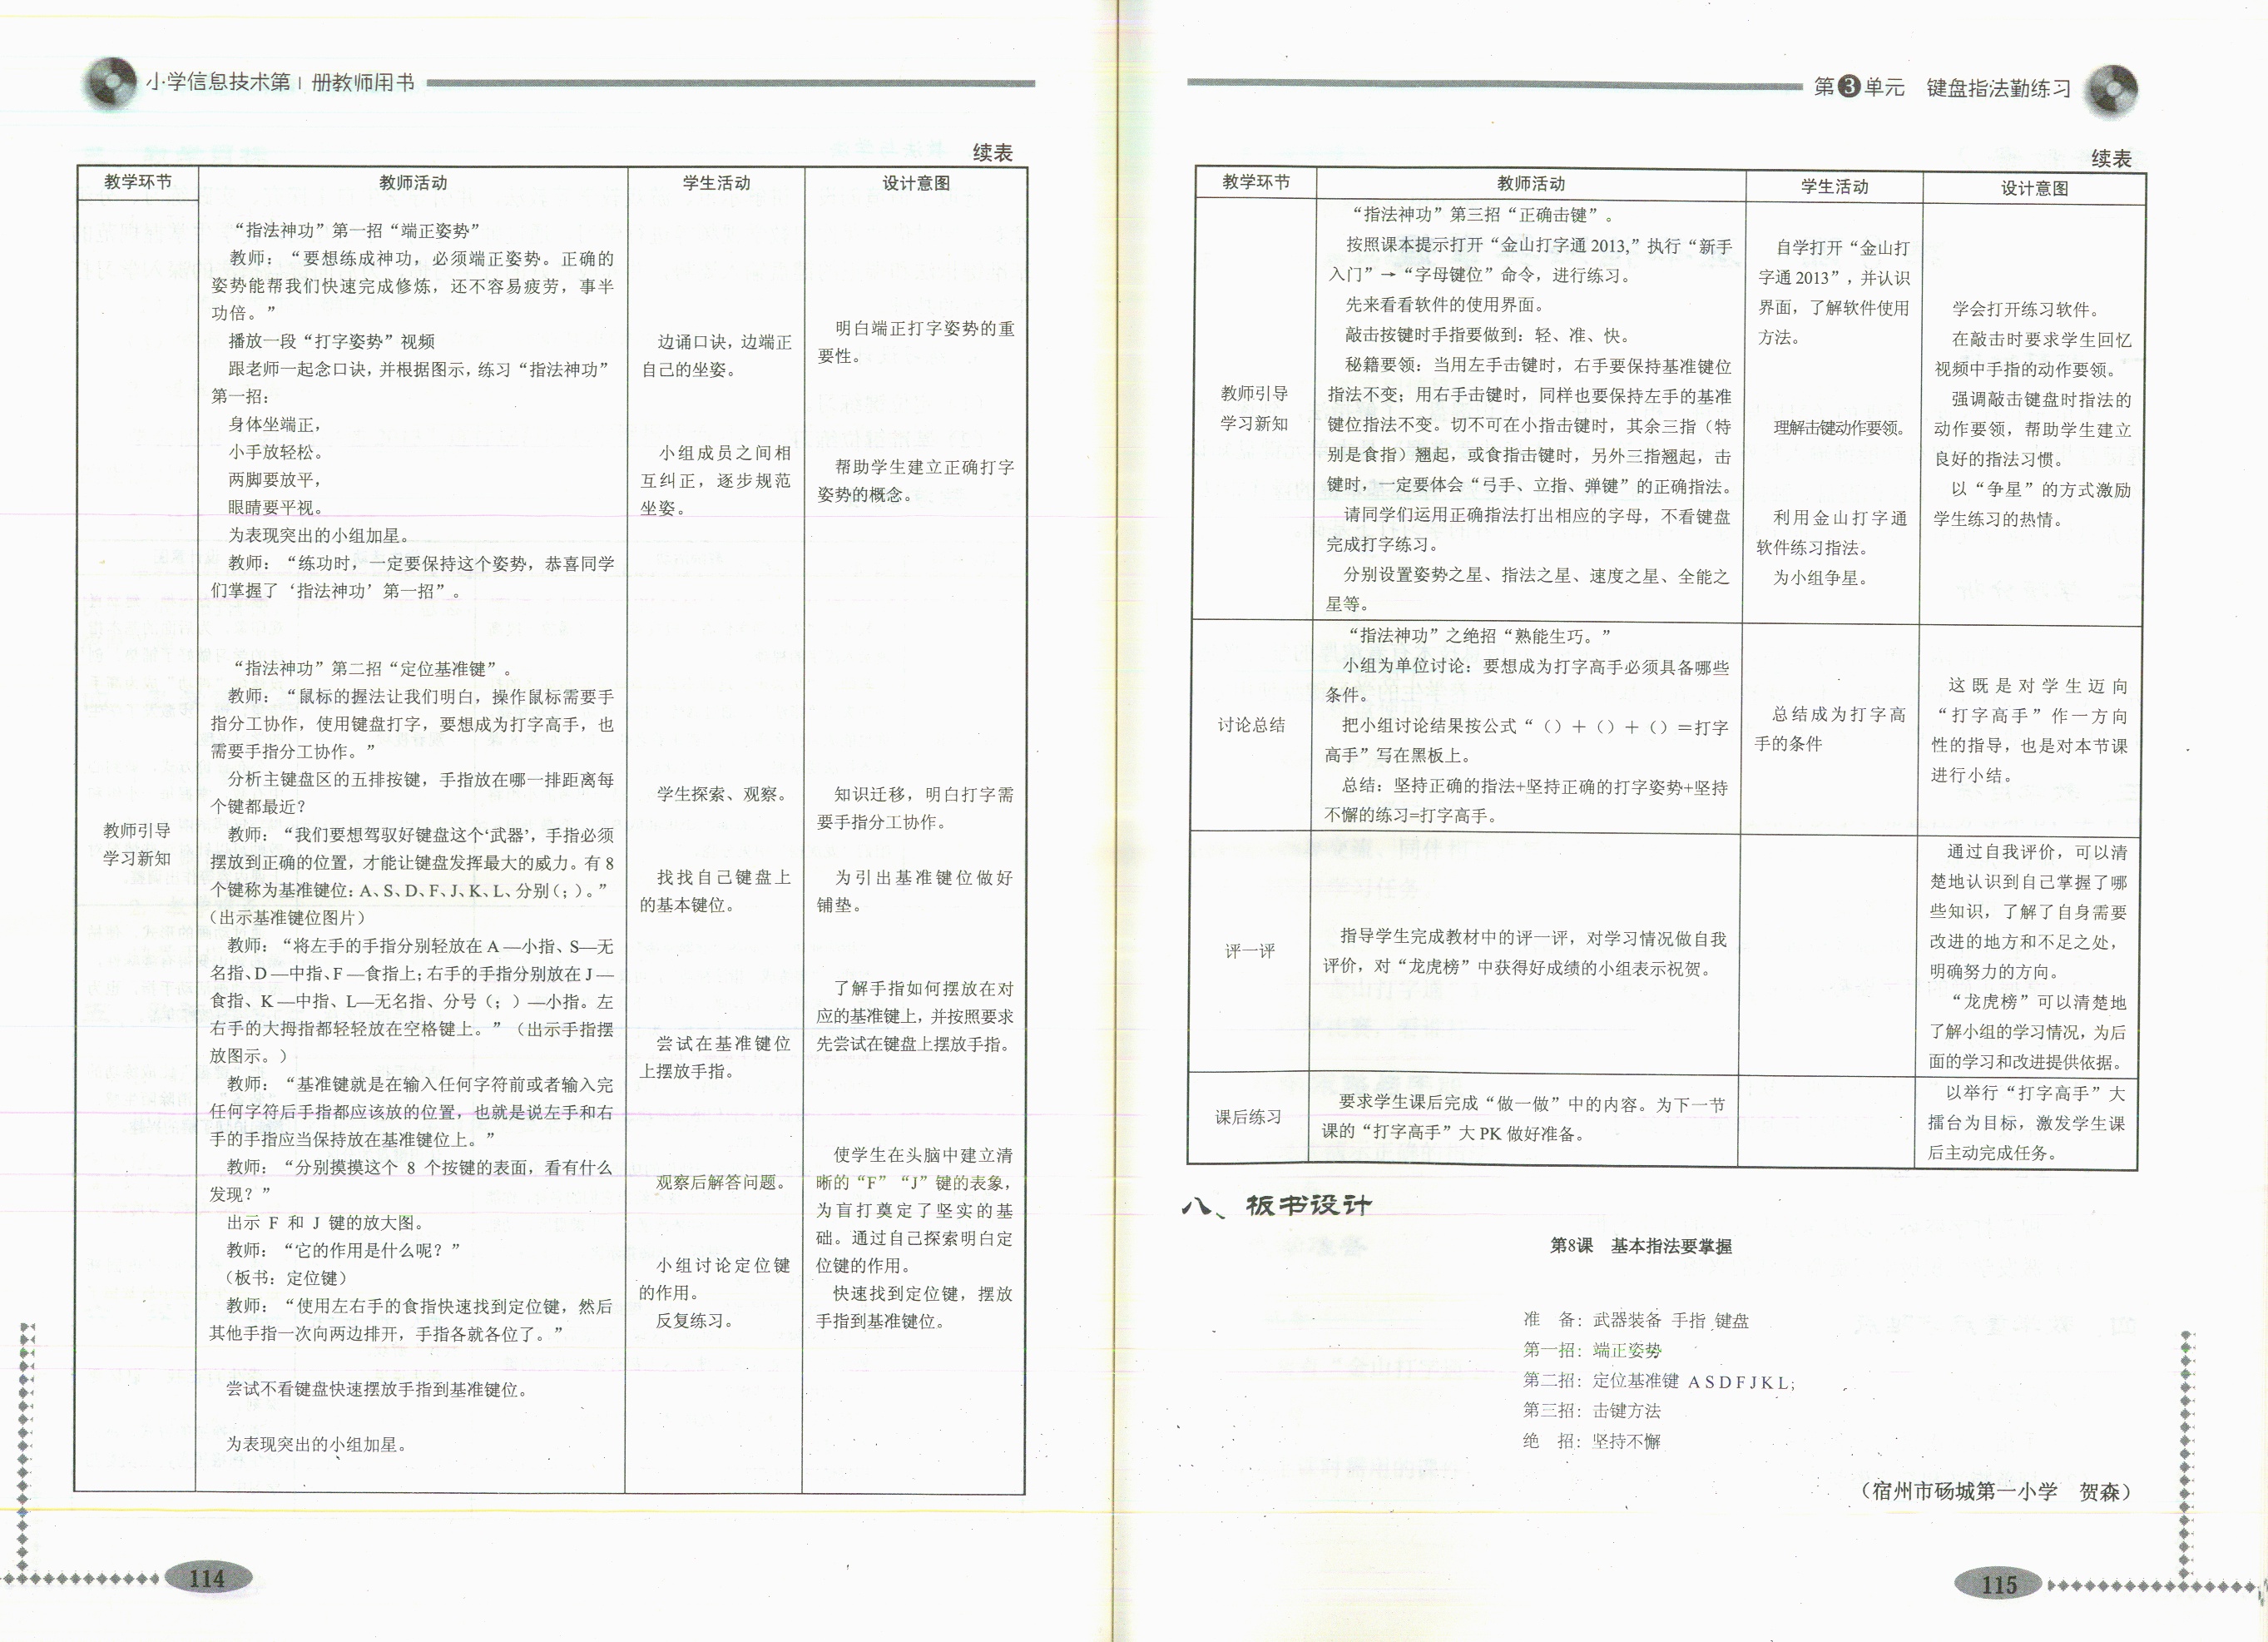 小学信息技术第1册教师用书
续表
教学环节
教师活动
学生活动
设计意图
教师引导
学习新知
“指法神功”第一招“端正姿势”
教师：“要想练成神功，必须端正姿势。正确的
姿势能帮我们快速完成修炼，还不容易疲劳，事半
功倍。”
播放一段“打字姿势”视频
跟老师一起念口诀，并根据图示，练习“指法神功”
第一招：
身体坐端正，
小手放轻松。
两脚要放平，
眼睛要平视。
为表现突出的小组加星。
教师：“练功时，一定要保持这个姿势，恭喜同学
们掌握了‘指法神功’第一招”。
“指法神功”第二招“定位基准键”。
教师：“鼠标的握法让我们明白，操作鼠标需要手
指分工协作，使用键盘打字，要想成为打字高手，也
需要手指分工协作。”
分析主键盘区的五排按键，手指放在哪一排距离每
个键都最近？
教师：“我们要想驾驭好键盘这个‘武器’，手指必须
摆放到正确的位置，才能让键盘发挥最大的威力。有8
个键称为基准键位：A、S、D、F、J、K、L、分别（；）。”
（出示基准键位图片）
教师：“将左手的手指分别轻放在A—小指、S—无
名指、D—中指、F—食指上；右手的手指分别放在J—
食指、K—中指、L—无名指、分号（；）—小指。左
右手的大拇指都轻轻放在空格键上。”（出示手指摆
放图示。）
教师：“基准键就是在输入任何字符前或者输入完
任何字符后手指都应该放的位置，也就是说左手和右
手的手指应当保持放在基准键位上。”
教师：“分别摸摸这个 8 个按键的表面，看有什么
发现？”
出示 F 和 J 键的放大图。
教师：“它的作用是什么呢？”
（板书：定位键）
教师：“使用左右手的食指快速找到定位键，然后
其他手指一次向两边排开，手指各就各位了。”
尝试不看键盘快速摆放手指到基准键位。
为表现突出的小组加星。
边诵口诀，边端正
自己的坐姿。
小组成员之间相
互纠正，逐步规范
坐姿。
学生探索、观察。
找找自己键盘上
的基本键位。
尝试在基准键位
上摆放手指。
观察后解答问题。
小组讨论定位键
的作用。
反复练习。
明白端正打字姿势的重
要性。
帮助学生建立正确打字
姿势的概念。
知识迁移，明白打字需
要手指分工协作。
为引出基准键位做好
铺垫。
了解手指如何摆放在对
应的基准键上，并按照要求
先尝试在键盘上摆放手指。
使学生在头脑中建立清
晰的“F”“J”键的表象，
为盲打奠定了坚实的基
础。通过自己探索明白定
位键的作用。
快速找到定位键，摆放
手指到基准键位。
114
第3单元 键盘指法勤练习
续表
教学环节
教师活动
学生活动
设计意图
教师引导
学习新知
“指法神功”第三招“正确击键”。
按照课本提示打开“金山打字通2013,”执行“新手
入门”→“字母键位”命令，进行练习。
先来看看软件的使用界面。
敲击按键时手指要做到：轻、准、快。
秘籍要领：当用左手击键时，右手要保持基准键位
指法不变；用右手击键时，同样也要保持左手的基准
键位指法不变。切不可在小指击键时，其余三指（特
别是食指）翘起，或食指击键时，另外三指翘起，击
键时，一定要体会“弓手、立指、弹键”的正确指法。
请同学们运用正确指法打出相应的字母，不看键盘
完成打字练习。
分别设置姿势之星、指法之星、速度之星、全能之
星等。
自学打开“金山打
字通2013”，并认识
界面，了解软件使用
方法。
理解击键动作要领。
利用金山打字通
软件练习指法。
为小组争星。
学会打开练习软件。
在敲击时要求学生回忆
视频中手指的动作要领。
强调敲击键盘时指法的
动作要领，帮助学生建立
良好的指法习惯。
以“争星”的方式激励
学生练习的热情。
讨论总结
“指法神功”之绝招“熟能生巧。”
小组为单位讨论：要想成为打字高手必须具备哪些
条件。
把小组讨论结果按公式“（）＋（）＋（）＝打字
高手”写在黑板上。
总结：坚持正确的指法+坚持正确的打字姿势+坚持
不懈的练习=打字高手。
总结成为打字高
手的条件
这既是对学生迈向
“打字高手”作一方向
性的指导，也是对本节课
进行小结。
评一评
指导学生完成教材中的评一评，对学习情况做自我
评价，对“龙虎榜”中获得好成绩的小组表示祝贺。
通过自我评价，可以清
楚地认识到自己掌握了哪
些知识，了解了自身需要
改进的地方和不足之处，
明确努力的方向。
“龙虎榜”可以清楚地
了解小组的学习情况，为后
面的学习和改进提供依据。
课后练习
要求学生课后完成“做一做”中的内容。为下一节
课的“打字高手”大PK做好准备。
以举行“打字高手”大
擂台为目标，激发学生课
后主动完成任务。
八、板书设计
第8课 基本指法要掌握
准 备：武器装备 手指 键盘
第一招：端正姿势
第二招：定位基准键 A S D F J K L；
第三招：击键方法
绝 招：坚持不懈
（宿州市砀城第一小学 贺森）
115